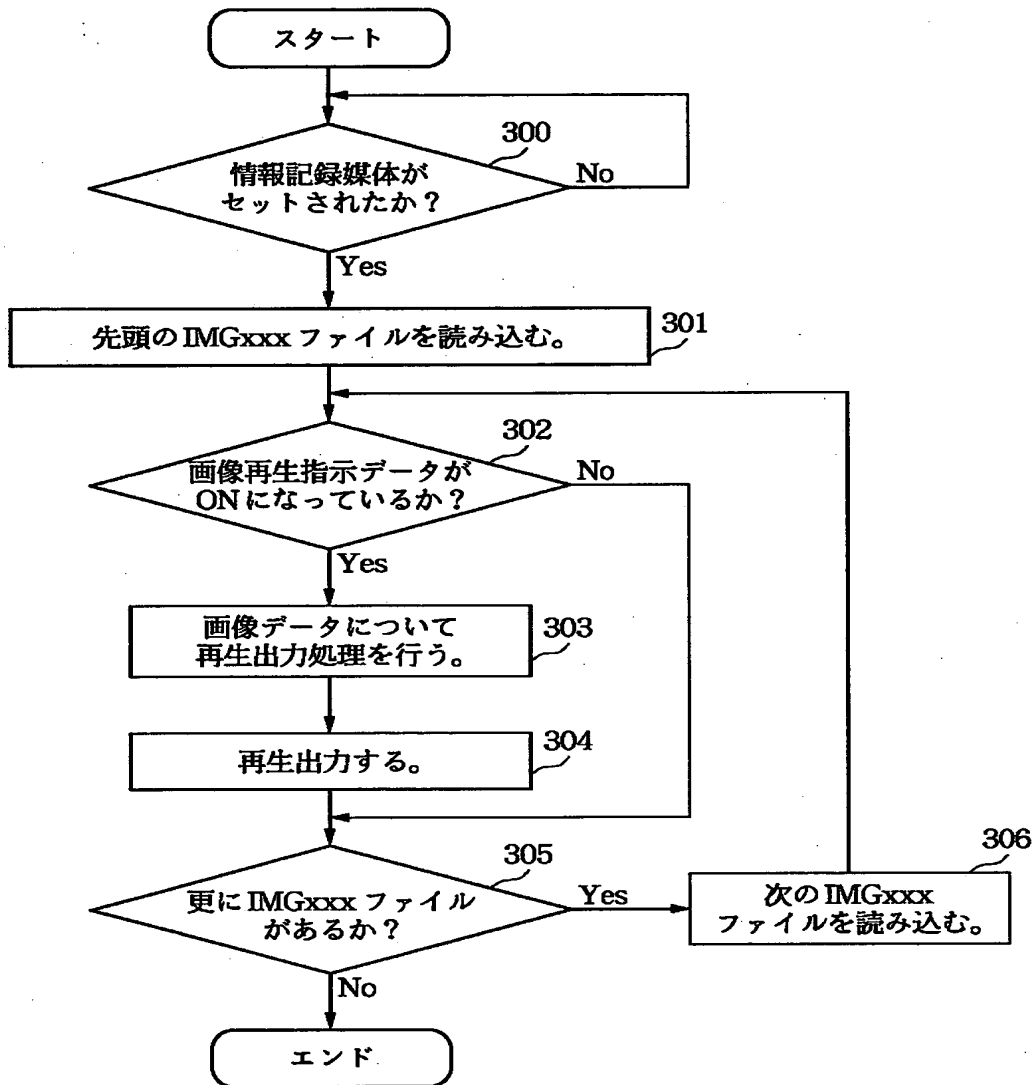 スタート
300
情報記録媒体が
セットされたか？
No
Yes
先頭のIMGxxxファイルを読み込む。
301
302
画像再生指示データが
ONになっているか？
No
Yes
画像データについて
再生出力処理を行う。
303
再生出力する。
304
305
更にIMGxxxファイル
があるか？
Yes
306
次のIMGxxx
ファイルを読み込む。
No
エンド